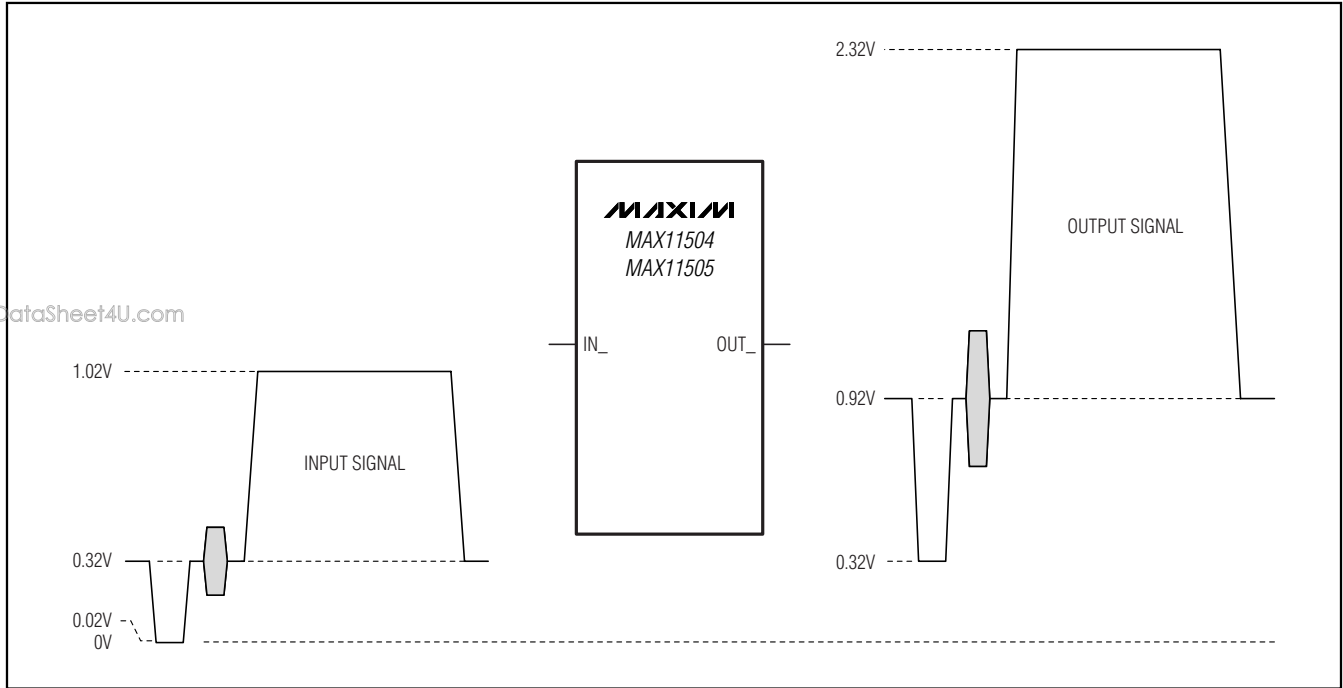 2.32V
MAXIM
MAX11504
MAX11505
OUTPUT SIGNAL
DataSheet4U.com
IN_
OUT_
1.02V
0.92V
INPUT SIGNAL
0.32V
0.32V
0.02V
0V